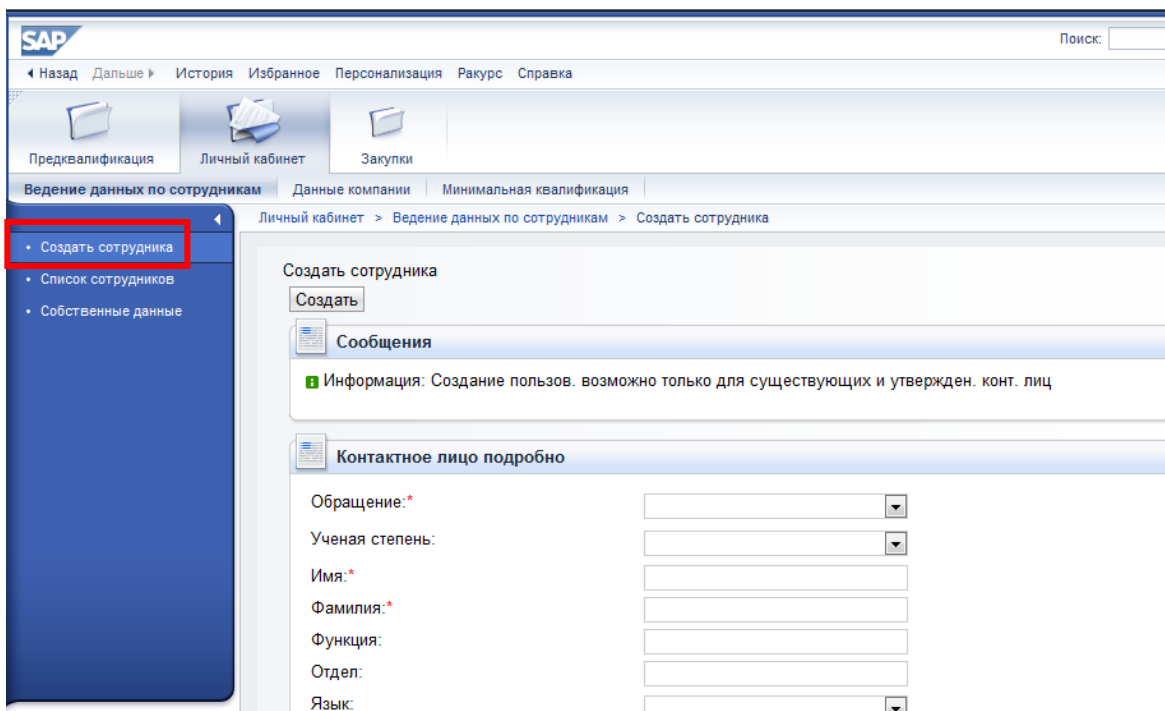 SAP
Поиск:
Назад Дальше История Избранное Персонализация Ракурс Справка
Предквалификация Личный кабинет Закупки
Ведение данных по сотрудникам Данные компании Минимальная квалификация
Личный кабинет > Ведение данных по сотрудникам > Создать сотрудника
• Создать сотрудника
• Список сотрудников
• Собственные данные
Создать сотрудника
Создать
Сообщения
Информация: Создание пользов. возможно только для существующих и утвержден. конт. лиц
Контактное лицо подробно
Обращение:*
Ученая степень:
Имя:*
Фамилия:*
Функция:
Отдел:
Язык: